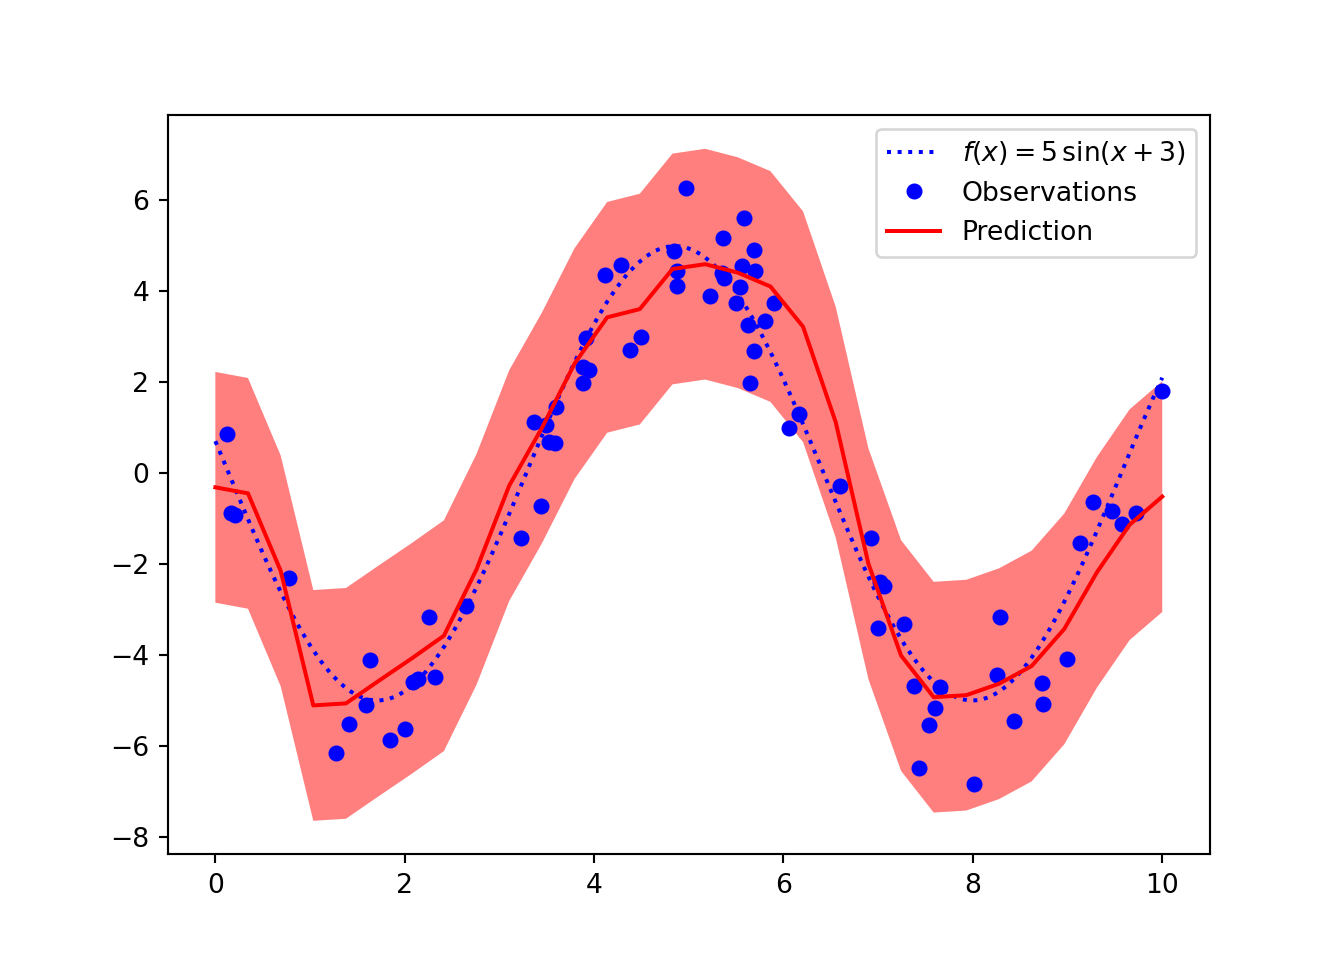 f(x) = 5 sin(x + 3)
Observations
Prediction
6
4
2
0
−2
−4
−6
−8
0 2 4 6 8 10